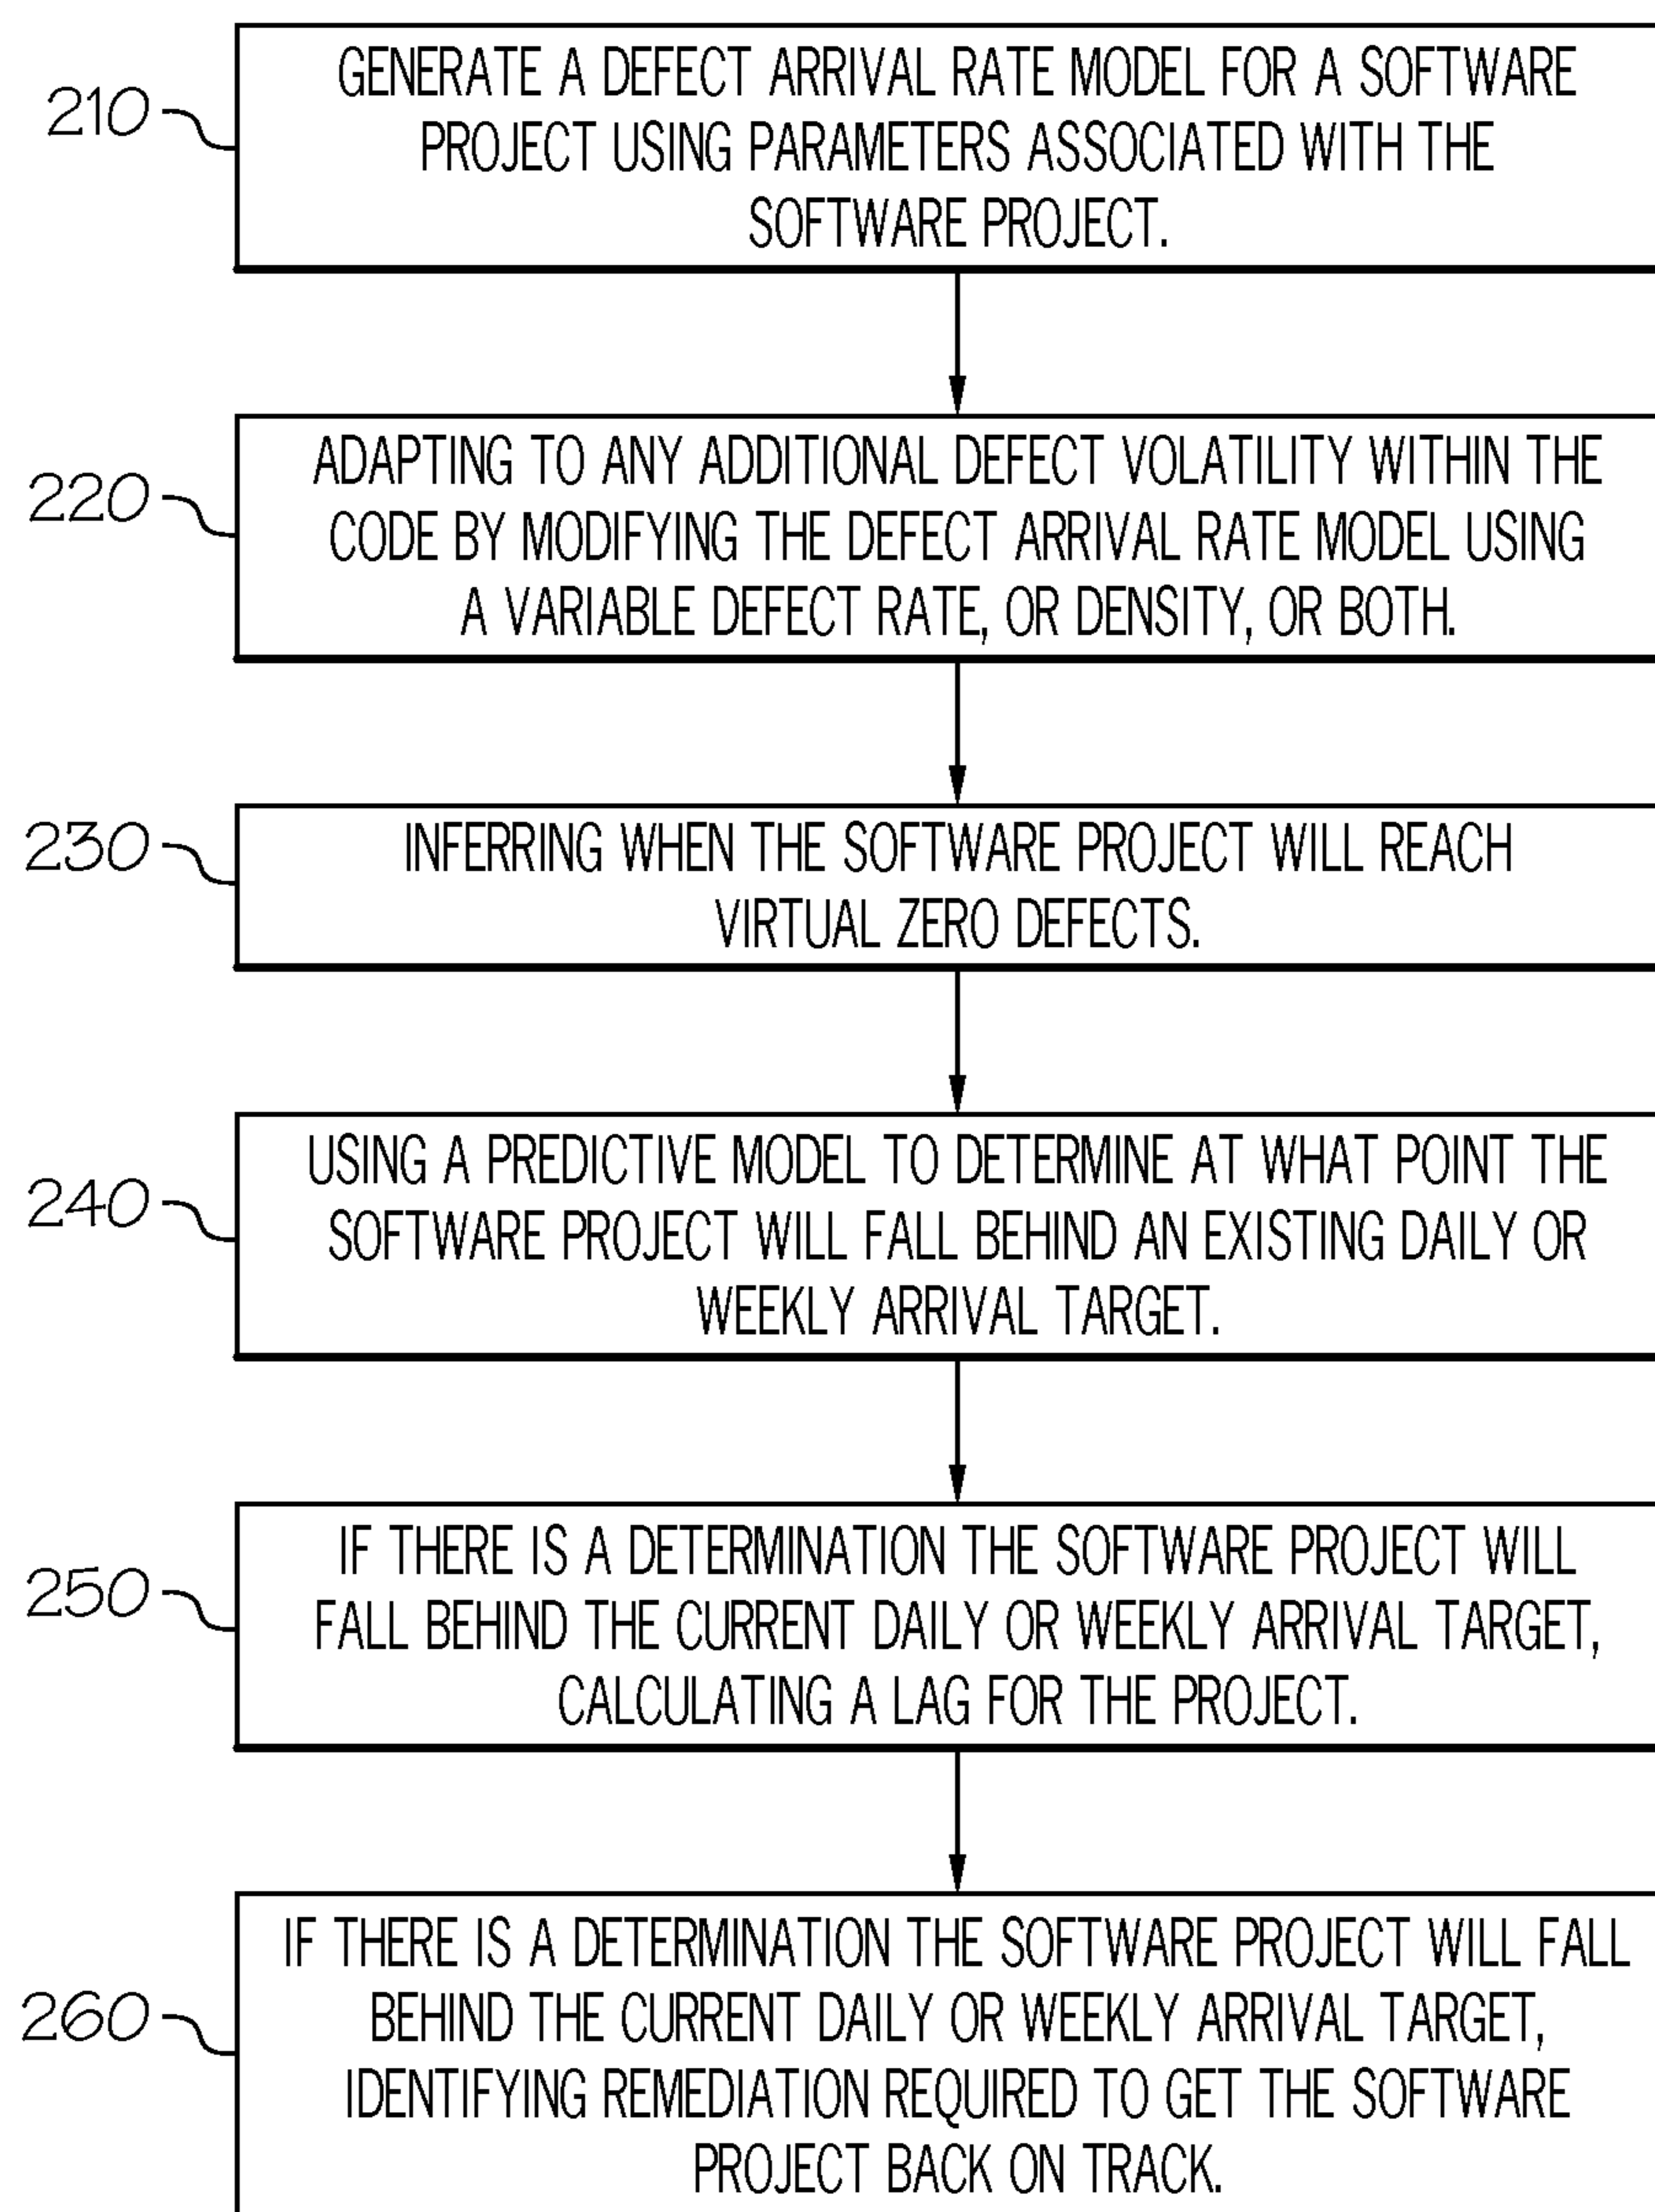 210
GENERATE A DEFECT ARRIVAL RATE MODEL FOR A SOFTWARE
PROJECT USING PARAMETERS ASSOCIATED WITH THE
SOFTWARE PROJECT.
220
ADAPTING TO ANY ADDITIONAL DEFECT VOLATILITY WITHIN THE
CODE BY MODIFYING THE DEFECT ARRIVAL RATE MODEL USING
A VARIABLE DEFECT RATE, OR DENSITY, OR BOTH.
230
INFERRING WHEN THE SOFTWARE PROJECT WILL REACH
VIRTUAL ZERO DEFECTS.
240
USING A PREDICTIVE MODEL TO DETERMINE AT WHAT POINT THE
SOFTWARE PROJECT WILL FALL BEHIND AN EXISTING DAILY OR
WEEKLY ARRIVAL TARGET.
250
IF THERE IS A DETERMINATION THE SOFTWARE PROJECT WILL
FALL BEHIND THE CURRENT DAILY OR WEEKLY ARRIVAL TARGET,
CALCULATING A LAG FOR THE PROJECT.
260
IF THERE IS A DETERMINATION THE SOFTWARE PROJECT WILL FALL
BEHIND THE CURRENT DAILY OR WEEKLY ARRIVAL TARGET,
IDENTIFYING REMEDIATION REQUIRED TO GET THE SOFTWARE
PROJECT BACK ON TRACK.